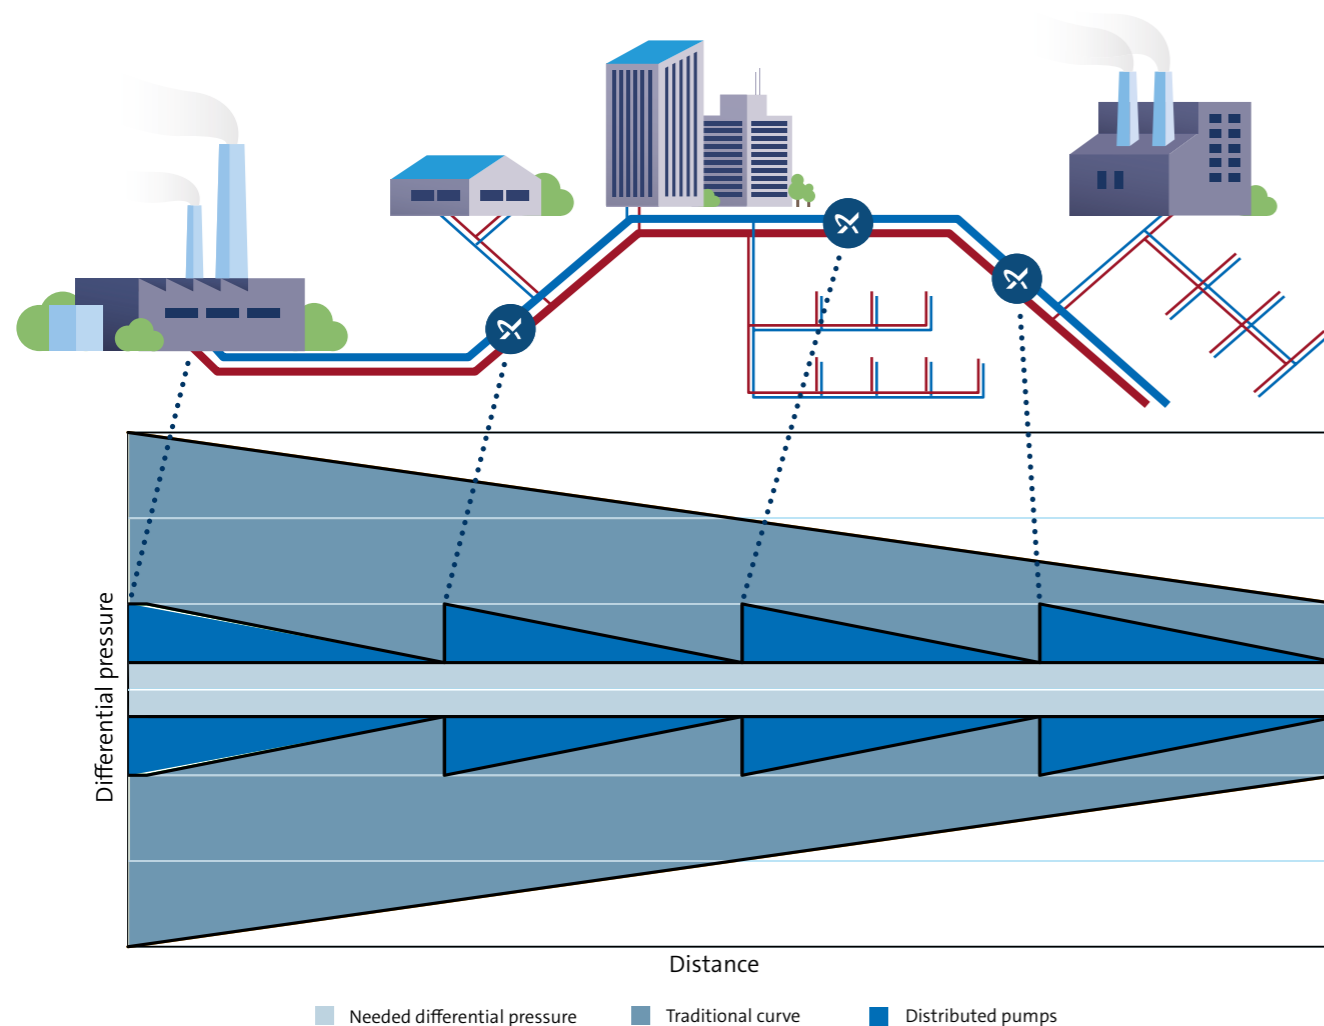 Differential pressure
Distance
Needed differential pressure
Traditional curve
Distributed pumps